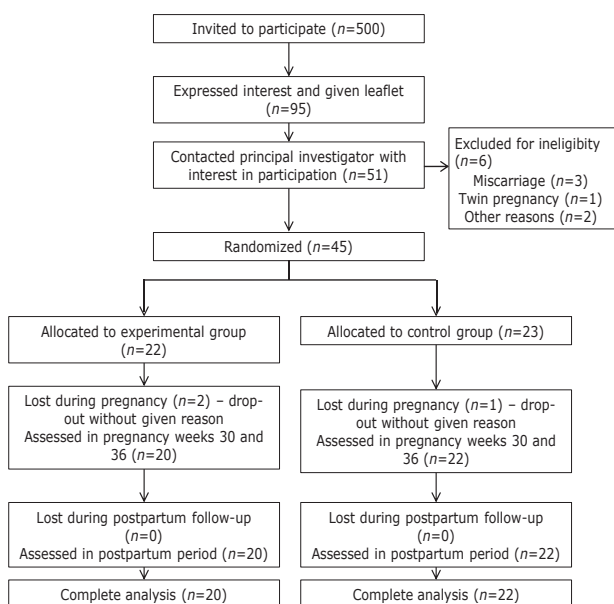 Invited to participate (n=500)
Expressed interest and given leaflet
(n=95)
Contacted principal investigator with
interest in participation (n=51)
Excluded for ineligibity
(n=6)
Miscarriage (n=3)
Twin pregnancy (n=1)
Other reasons (n=2)
Randomized (n=45)
Allocated to experimental group
(n=22)
Allocated to control group (n=23)
Lost during pregnancy (n=2) – drop-
out without given reason
Assessed in pregnancy weeks 30 and
36 (n=20)
Lost during pregnancy (n=1) – drop-
out without given reason
Assessed in pregnancy weeks 30 and
36 (n=22)
Lost during postpartum follow-up
(n=0)
Assessed in postpartum period (n=20)
Lost during postpartum follow-up
(n=0)
Assessed in postpartum period (n=22)
Complete analysis (n=20)
Complete analysis (n=22)